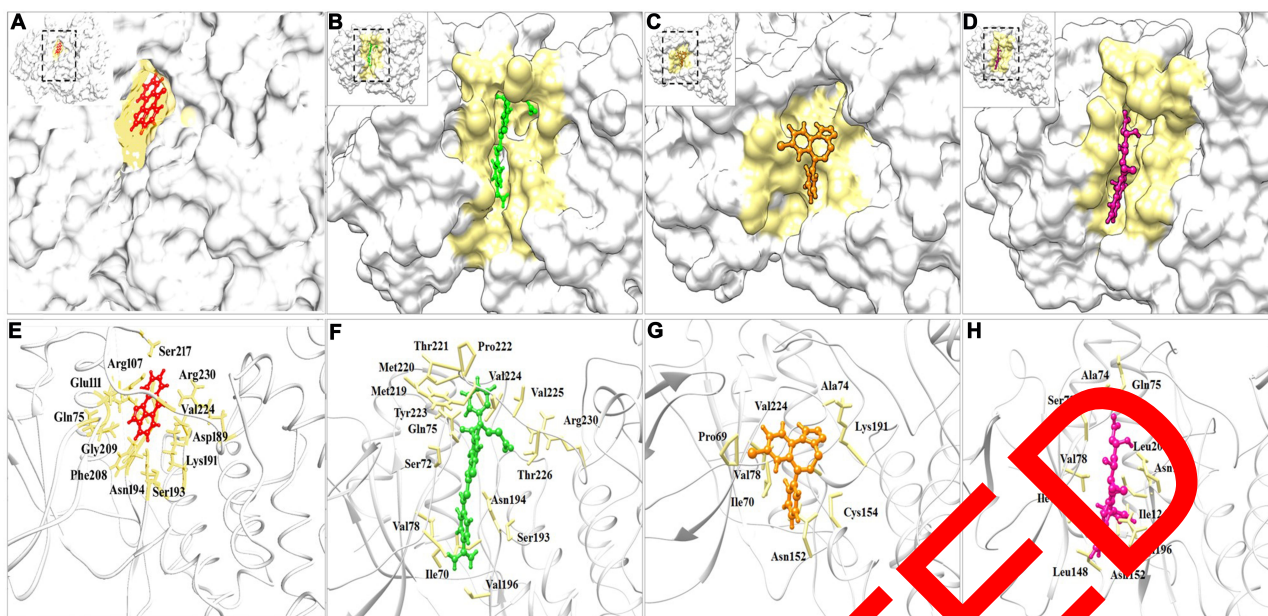 A
B
C
D
E
Ser217
Arg107
Glu111
Arg230
Gln75
Val224
Asp189
Gly209
Lys191
Phe208
Asn194
Ser193
F
Thr221
Pro222
Met220
Val224
Met219
Val225
Tyr223
Arg230
Gln75
Ser72
Thr226
Asn194
Val78
Ser193
Ile70
Val196
G
Ala74
Val224
Lys191
Pro69
Val78
Ile70
Cys154
Asn152
H
Ala74
Gln75
Val78
Leu148
Asn152
ED